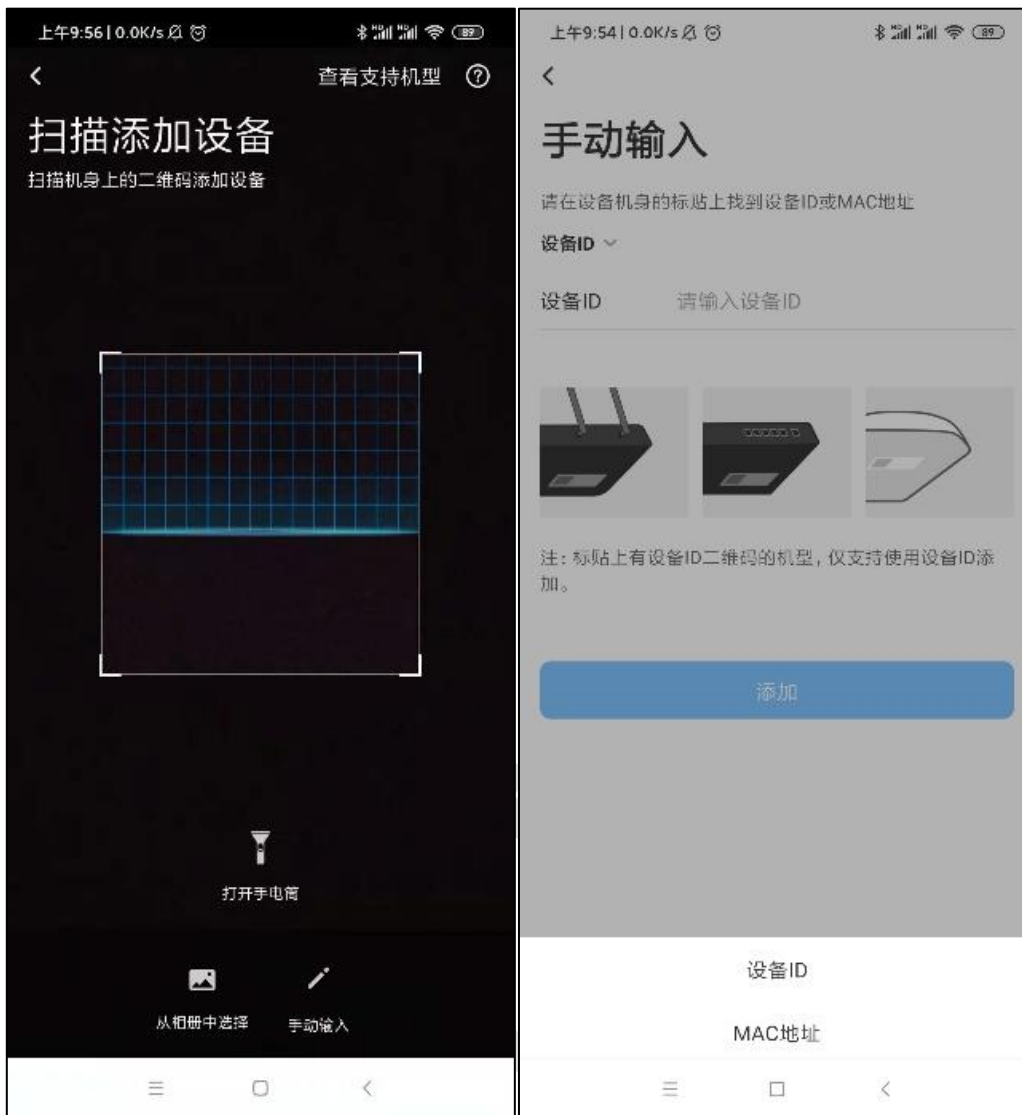 上午9:56 | 0.0K/s
89
查看支持机型
扫描添加设备
扫描机身上的二维码添加设备
打开手电筒
从相册中选择
手动输入
上午9:54 | 0.0K/s
89
手动输入
请在设备机身的标贴上找到设备ID或MAC地址
设备ID
设备ID 请输入设备ID
注：标贴上有设备ID二维码的机型，仅支持使用设备ID添
加。
添加
设备ID
MAC地址